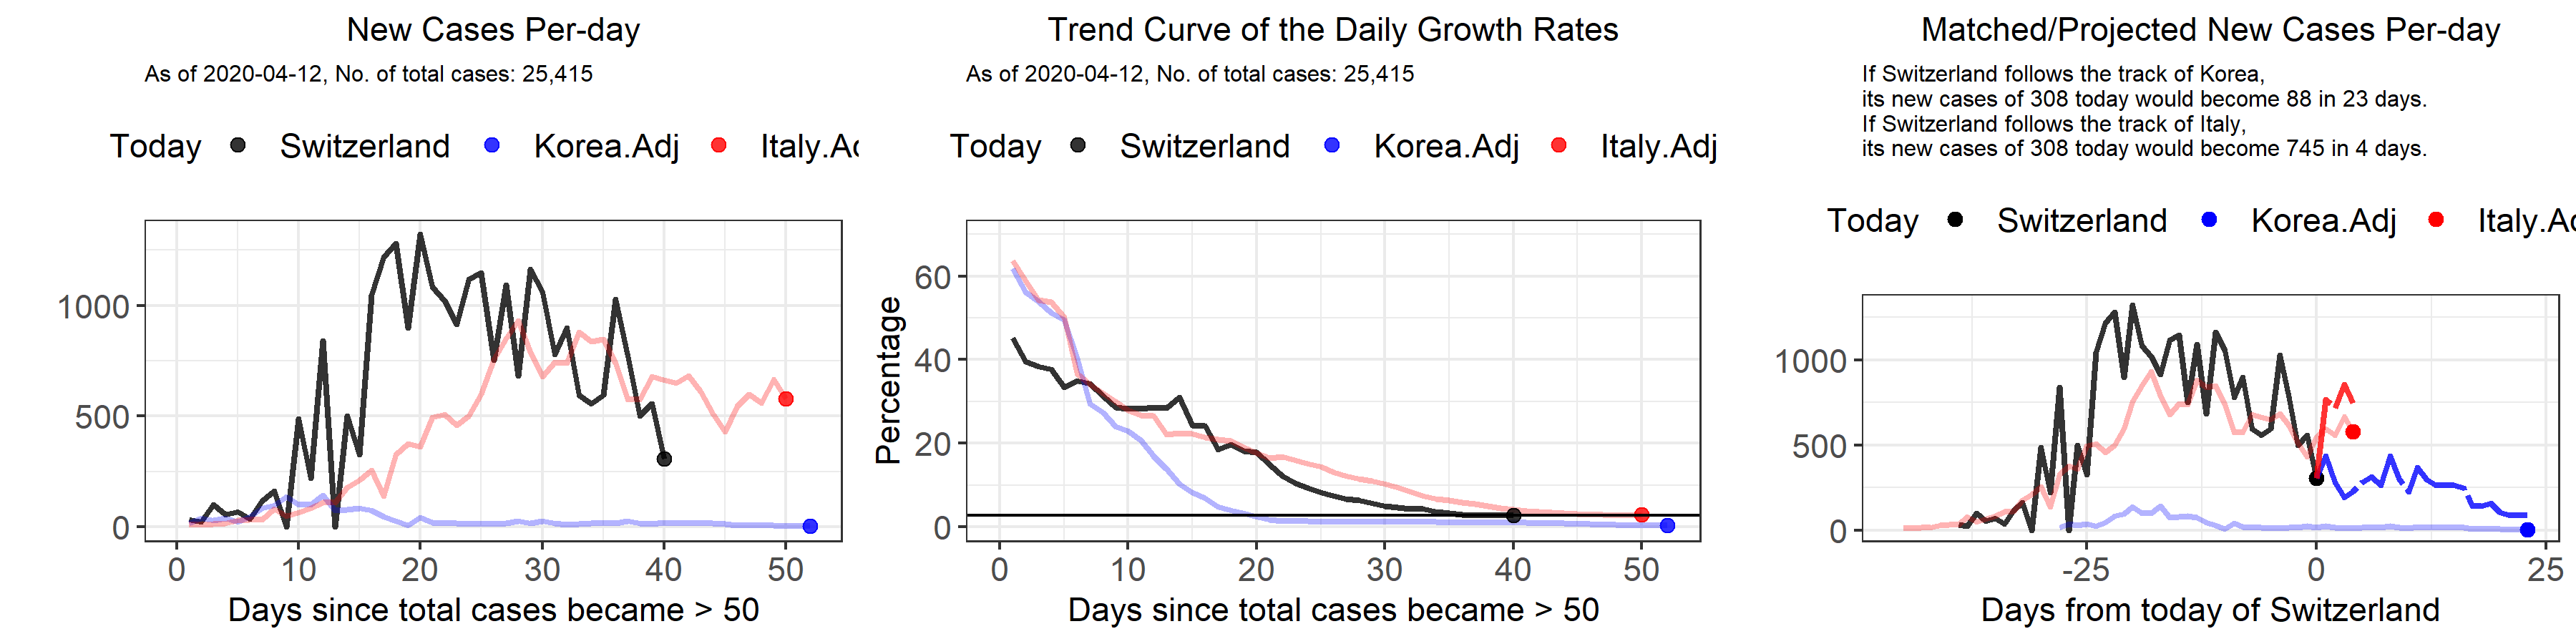 New Cases Per-day
As of 2020-04-12, No. of total cases: 25,415
Today Switzerland Korea.Adj Italy.Ad
1000
500
0
0 10 20 30 40 50
Days since total cases became > 50
Trend Curve of the Daily Growth Rates
As of 2020-04-12, No. of total cases: 25,415
Today Switzerland Korea.Adj Italy.Adj
Percentage
60
40
20
0
0 10 20 30 40 50
Days since total cases became > 50
Matched/Projected New Cases Per-day
If Switzerland follows the track of Korea,
its new cases of 308 today would become 88 in 23 days.
If Switzerland follows the track of Italy,
its new cases of 308 today would become 745 in 4 days.
Today Switzerland Korea.Adj Italy.Ad
1000
500
0
-25 0 25
Days from today of Switzerland